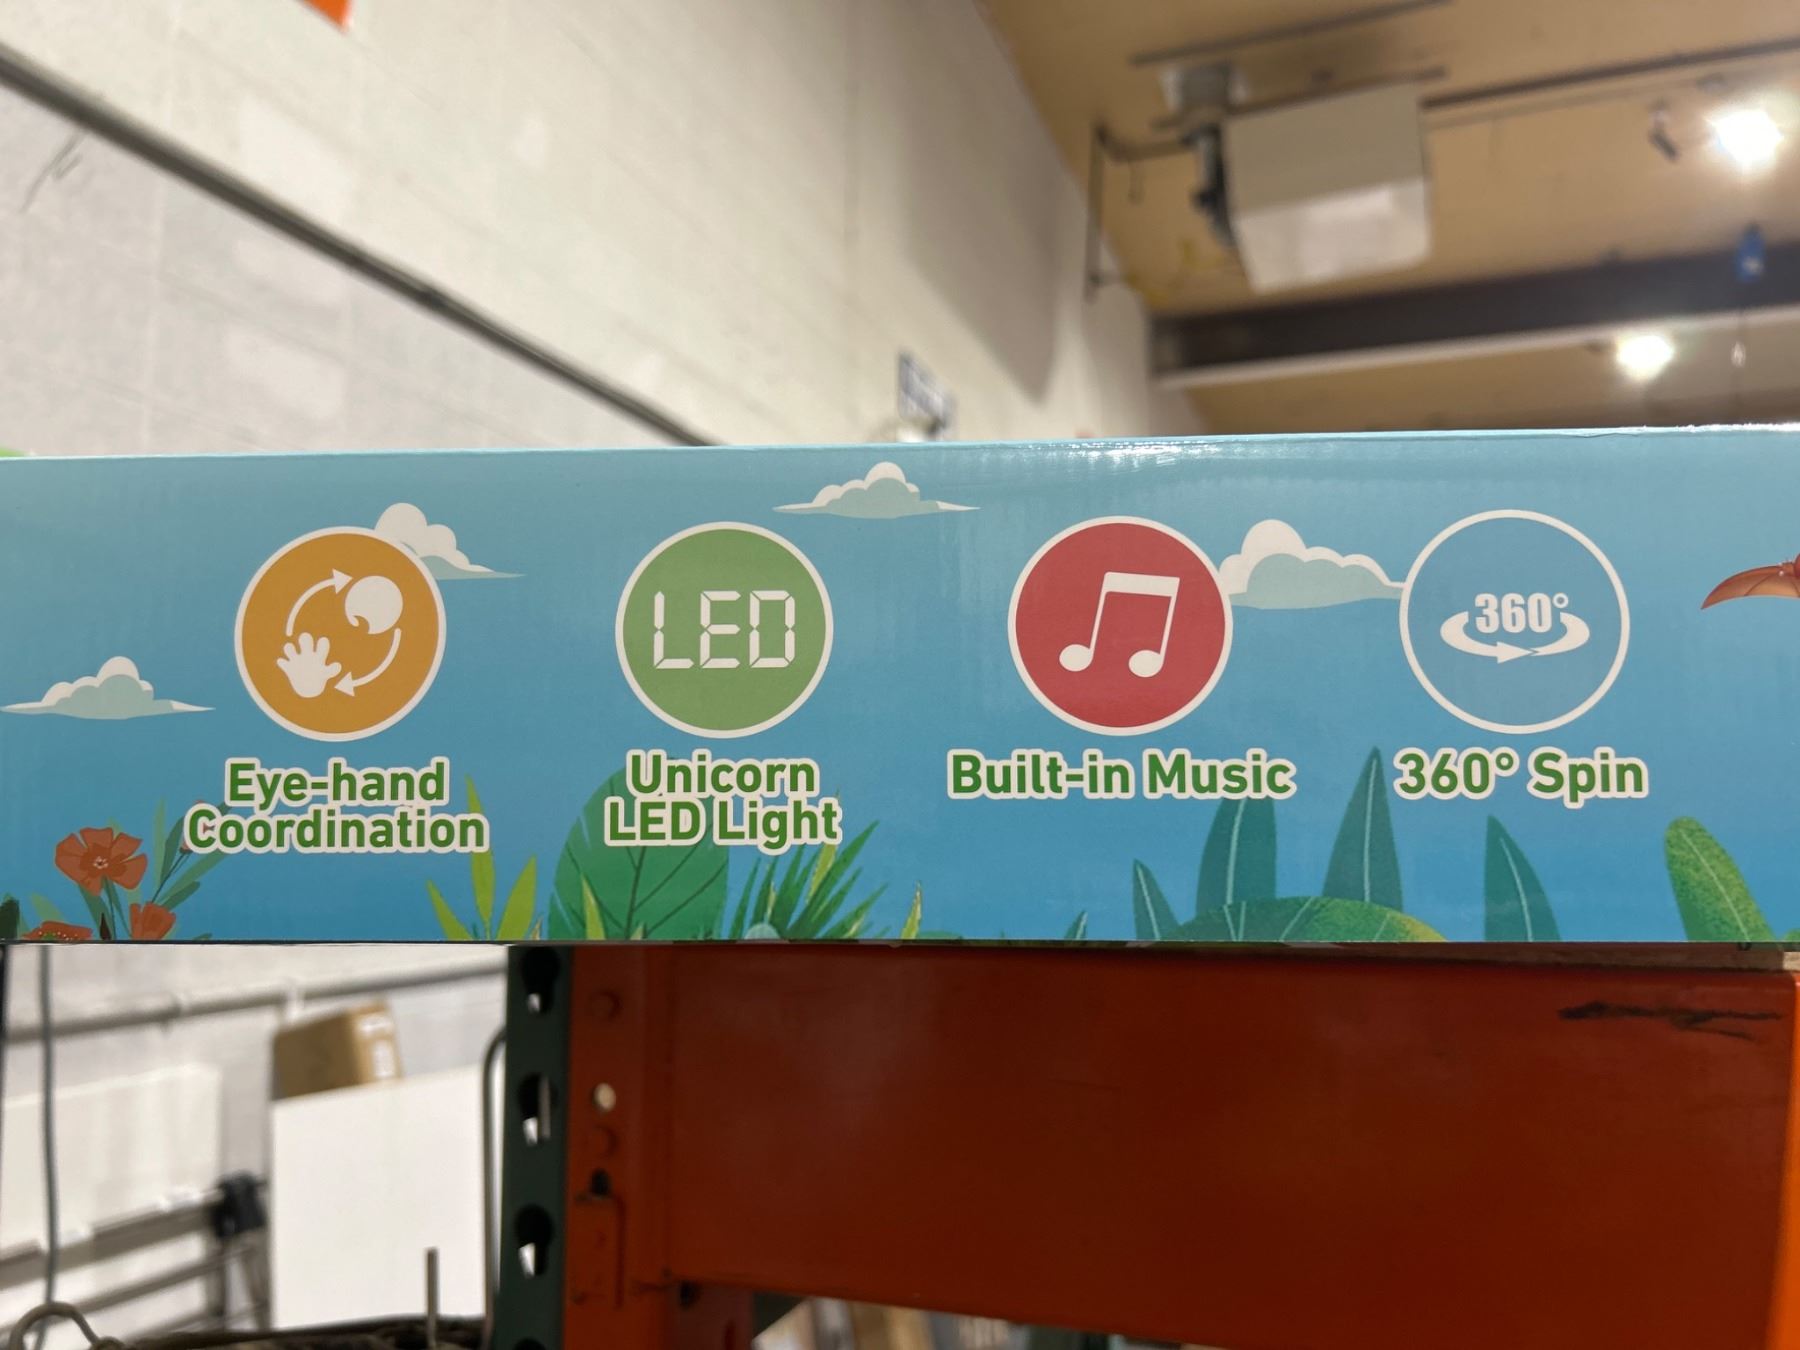 LED
360°
Eye-hand
Coordination
Unicorn
LED Light
Built-in Music
360° Spin